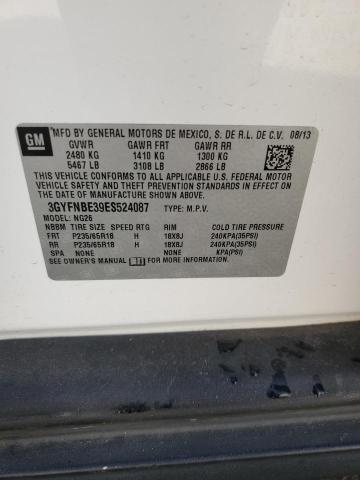 GM
MFD BY GENERAL MOTORS DE MEXICO, S. DE R.L. DE C.V. 08/13
GVWR GAWR FRT GAWR RR
2480 KG 1410 KG 1300 KG
5467 LB 3108 LB 2866 LB
THIS VEHICLE CONFORMS TO ALL APPLICABLE U.S. FEDERAL MOTOR
VEHICLE SAFETY, BUMPER, AND THEFT PREVENTION STANDARDS IN
EFFECT ON THE DATE OF MANUFACTURE SHOWN ABOVE.
3GYFNBE39ES524087 TYPE: M.P.V.
MODEL: NG26
NBBM TIRE SIZE SPEED RTG RIM COLD TIRE PRESSURE
FRT P235/65R18 H 18X8J 240KPA(35PSI)
RR P235/65R18 H 18X8J 240KPA(35PSI)
SPA NONE NONE KPA(PSI)
SEE OWNER'S MANUAL FOR MORE INFORMATION.